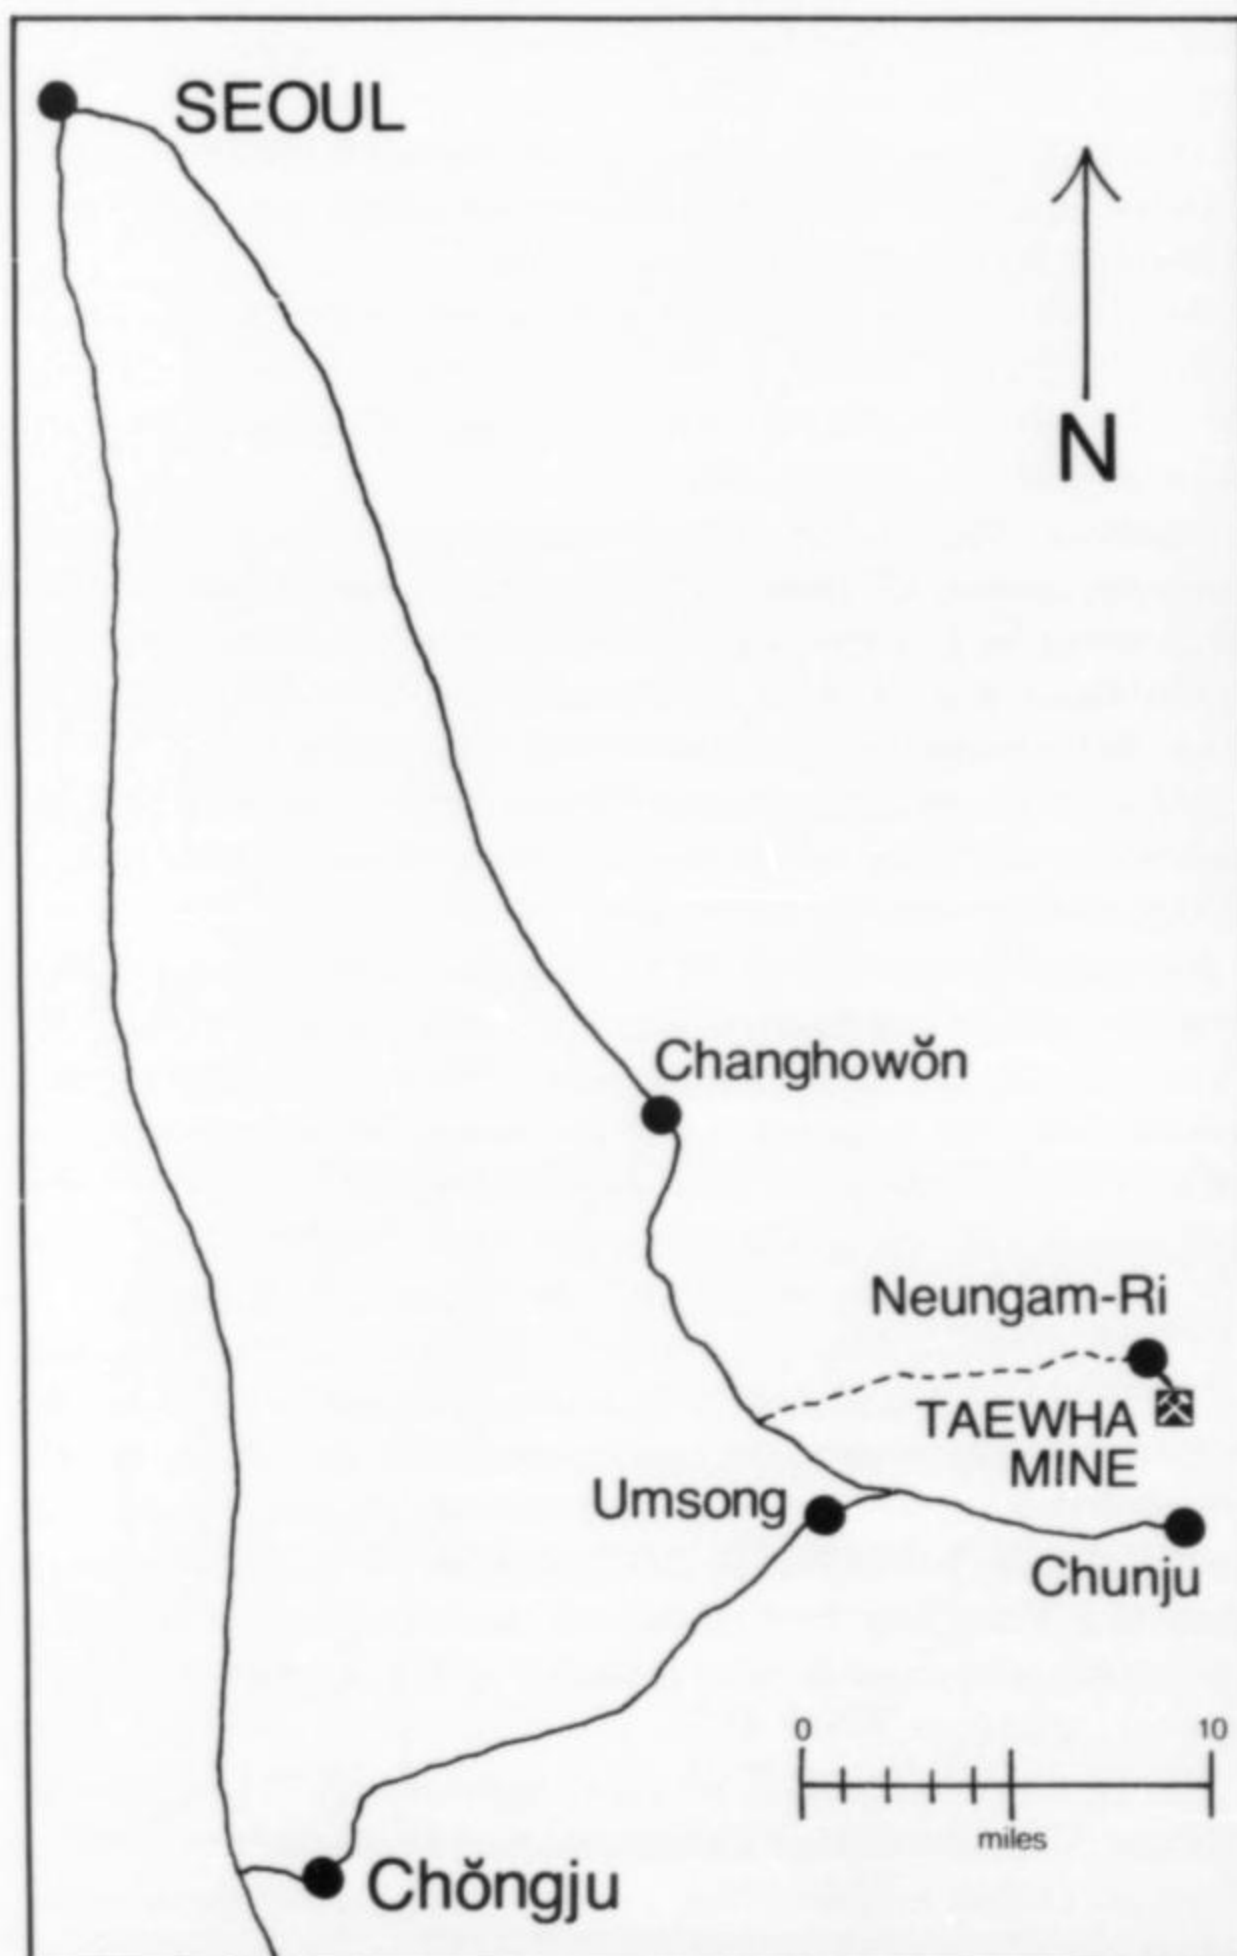 SEOUL
N
Changhowŏn
Neungam-Ri
TAEWHA
MINE
Umsong
Chunju
0 10
miles
Chŏngju